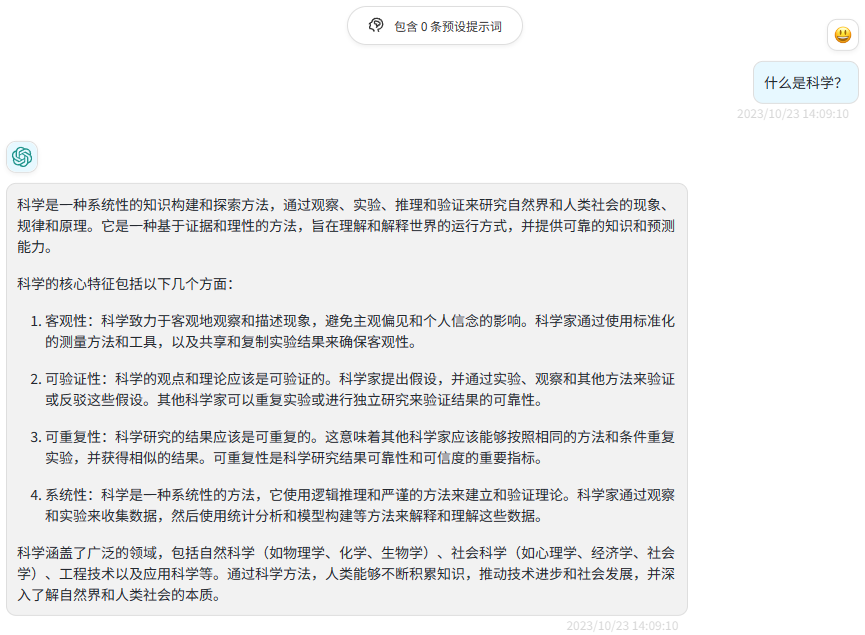 包含 0 条预设提示词
什么是科学？
2023/10/23 14:09:10
科学是一种系统性的知识构建和探索方法，通过观察、实验、推理和验证来研究自然界和人类社会的现象、
规律和原理。它是一种基于证据和理性的方法，旨在理解和解释世界的运行方式，并提供可靠的知识和预测
能力。
科学的核心特征包括以下几个方面：
1. 客观性：科学致力于客观地观察和描述现象，避免主观偏见和个人信念的影响。科学家通过使用标准化
的测量方法和工具，以及共享和复制实验结果来确保客观性。
2. 可验证性：科学的观点和理论应该是可验证的。科学家提出假设，并通过实验、观察和其他方法来验证
或反驳这些假设。其他科学家可以重复实验或进行独立研究来验证结果的可靠性。
3. 可重复性：科学研究的结果应该是可重复的。这意味着其他科学家应该能够按照相同的方法和条件重复
实验，并获得相似的结果。可重复性是科学研究结果可靠性和可信度的重要指标。
4. 系统性：科学是一种系统性的方法，它使用逻辑推理和严谨的方法来建立和验证理论。科学家通过观察
和实验来收集数据，然后使用统计分析和模型构建等方法来解释和理解这些数据。
科学涵盖了广泛的领域，包括自然科学（如物理学、化学、生物学）、社会科学（如心理学、经济学、社会
学）、工程技术以及应用科学等。通过科学方法，人类能够不断积累知识，推动技术进步和社会发展，并深
入了解自然界和人类社会的本质。
2023/10/23 14:09:10